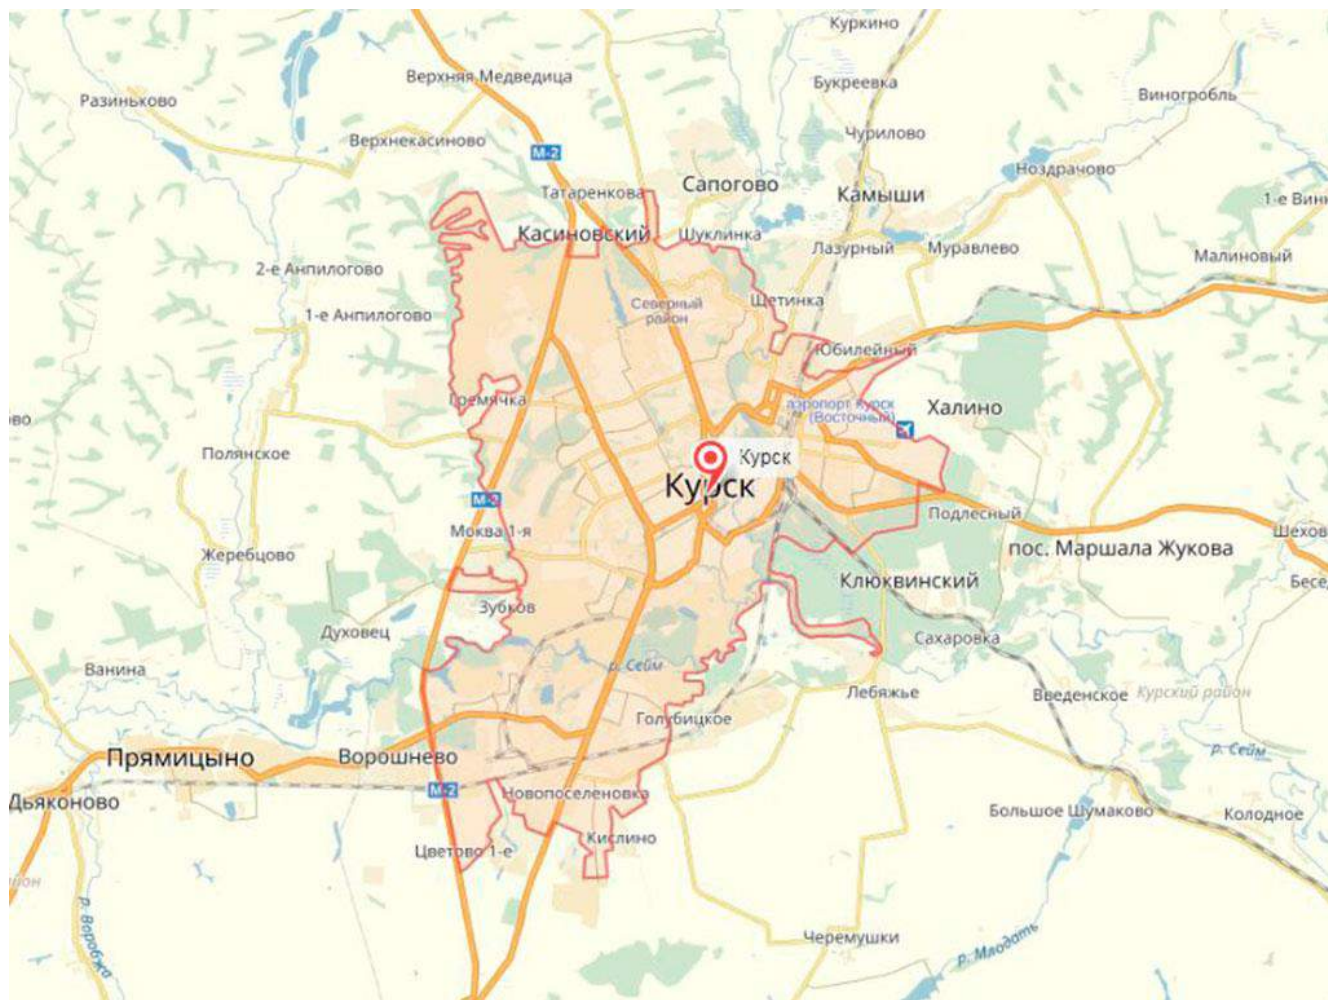 Куркино
Верхняя Медведица
Букреевка
Разиньково
Виногробль
Верхнекасиново
Чурилово
М-2
Ноздрачово
Татаренкова
Сапогово
Камыши
1-е Вин
Касиновский
Шуклинка
Лазурный
Муравлево
Малиновый
2-е Анпилогово
Щетинка
Северный
район
1-е Анпилогово
Юбилейный
Гремячка
аэропорт Курск
(Восточный)
Халино
во
Полянское
Курск
Курск
М-2
Подлесный
Моква 1-я
Шехов
Жеребцово
пос. Маршала Жукова
Клюквинский
Бесе
Зубков
Духовец
Сахаровка
Ванина
р. Сейм
Лебяжье
Введенское
Курский район
Голубицкое
Прямицыно
Ворошнево
р. Сейм
М-2
Новопоселеновка
Дьяконово
Большое Шумаково
Колодное
Кислино
Цветово 1-е
он
р. Воробжа
Черемушки
р. Млодать